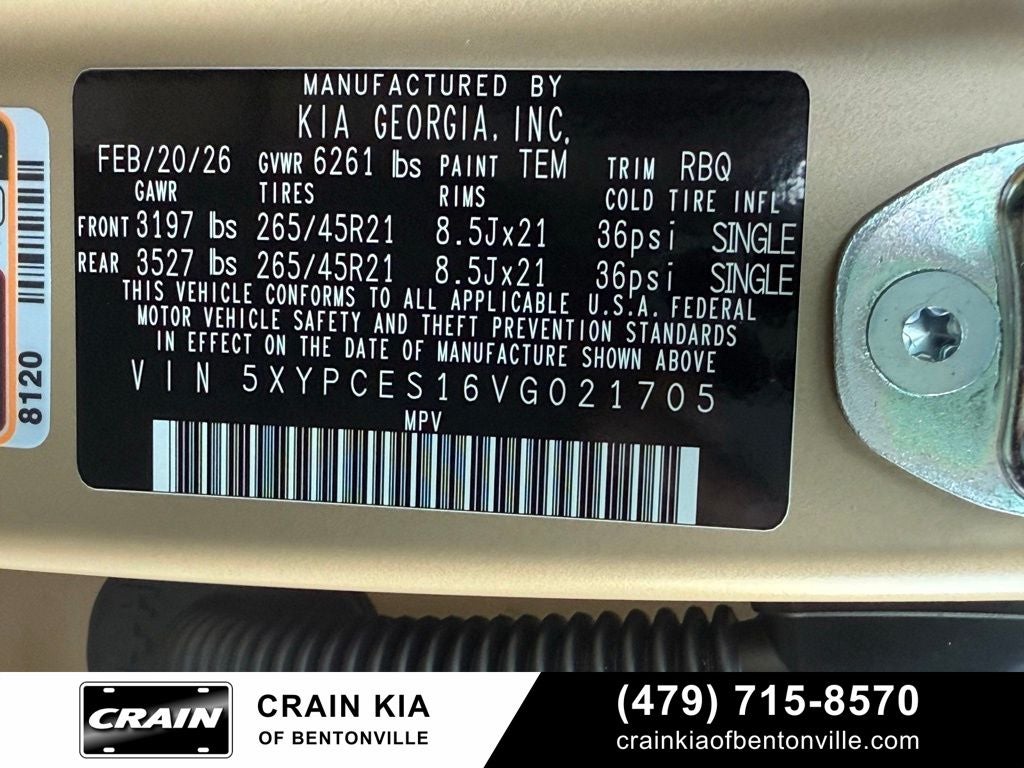 MANUFACTURED BY
KIA GEORGIA, INC.
FEB/20/26 GVWR 6261 lbs PAINT TEM TRIM RBQ
GAWR TIRES RIMS COLD TIRE INFL
FRONT 3197 lbs 265/45R21 8.5Jx21 36psi SINGLE
REAR 3527 lbs 265/45R21 8.5Jx21 36psi SINGLE
THIS VEHICLE CONFORMS TO ALL APPLICABLE U.S.A. FEDERAL
MOTOR VEHICLE SAFETY AND THEFT PREVENTION STANDARDS
IN EFFECT ON THE DATE OF MANUFACTURE SHOWN ABOVE
VIN 5XYPCES16VG021705
MPV
8120
CRAIN
CRAIN KIA
OF BENTONVILLE
(479) 715-8570
crainkiaofbentonville.com